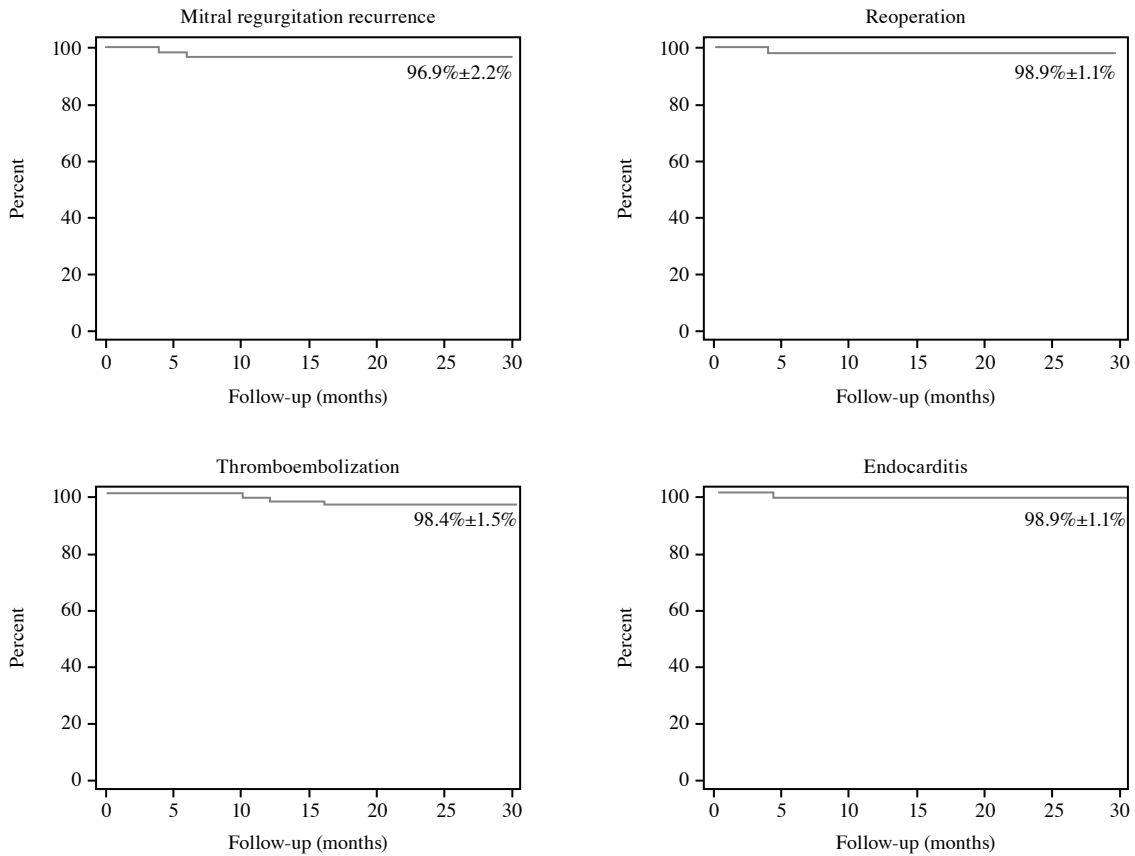 Mitral regurgitation recurrence
100
80
60
40
20
0
Percent
96.9%±2.2%
0 5 10 15 20 25 30
Follow-up (months)
Reoperation
100
80
60
40
20
0
Percent
98.9%±1.1%
0 5 10 15 20 25 30
Follow-up (months)
Thromboembolization
100
80
60
40
20
0
Percent
98.4%±1.5%
0 5 10 15 20 25 30
Follow-up (months)
Endocarditis
100
80
60
40
20
0
Percent
98.9%±1.1%
0 5 10 15 20 25 30
Follow-up (months)